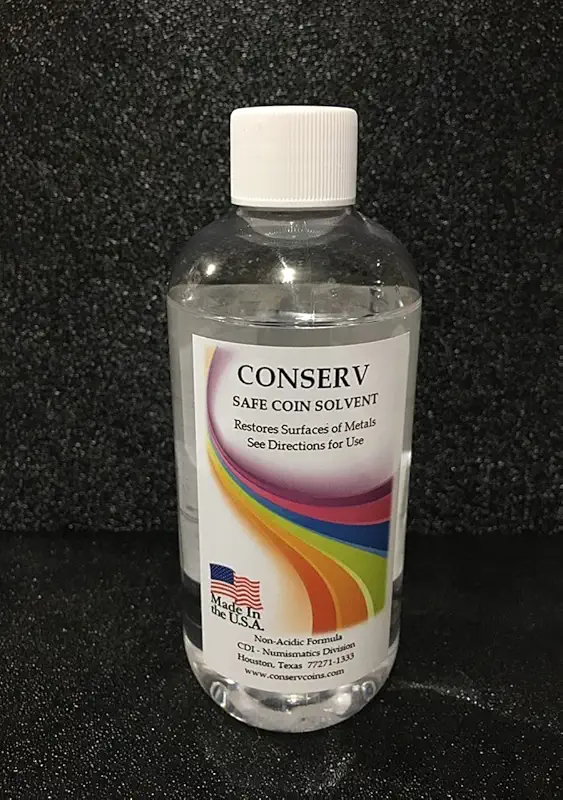 CONSERV
SAFE COIN SOLVENT
Restores Surfaces of Metals
See Directions for Use
Made In
the U.S.A.
Non-Acidic Formula
CDI - Numismatics Division
Houston, Texas 77271-1333
www.conservcoins.com